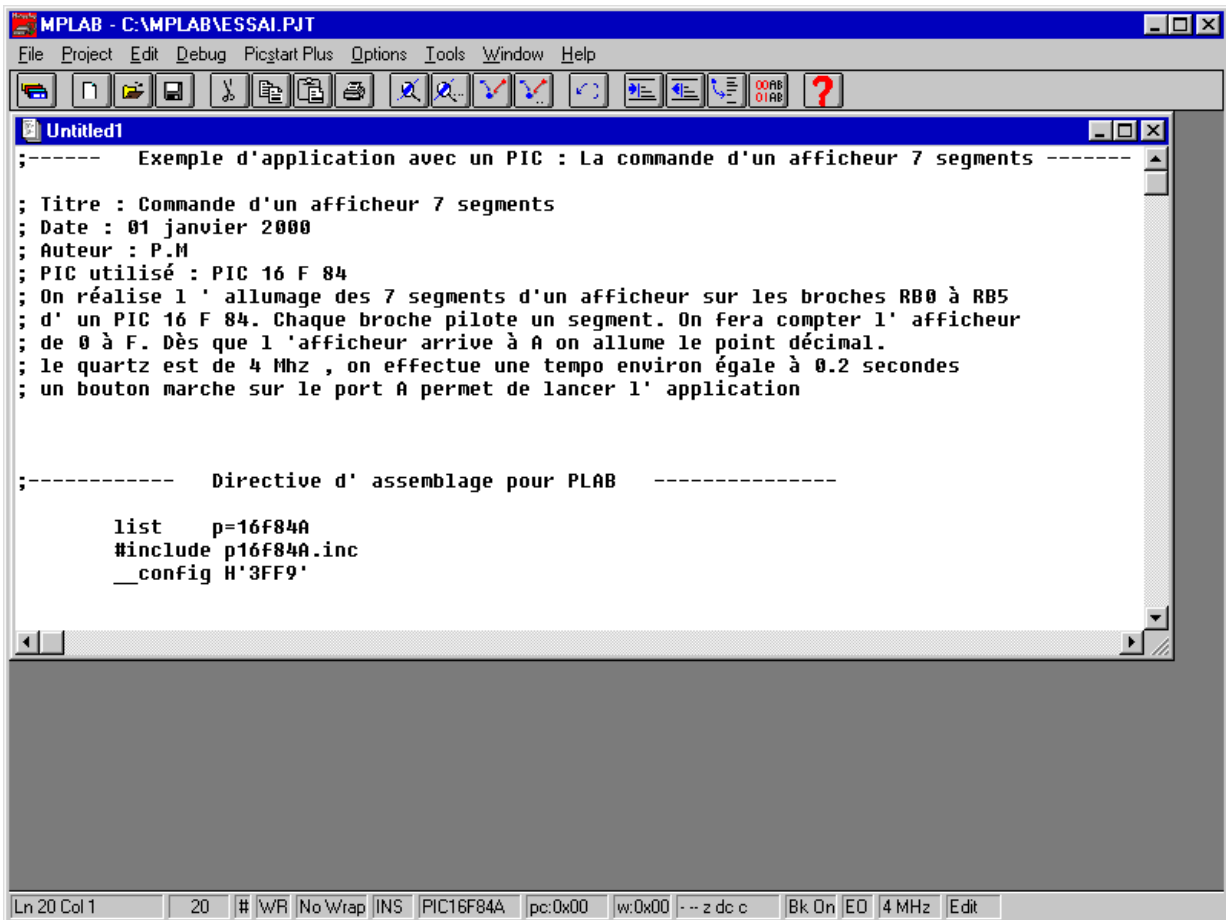 MPLAB - C:\MPLAB\ESSAI.PJT
File Project Edit Debug Picstart Plus Options Tools Window Help
00AB
01AB
?
Untitled1
;------ Exemple d'application avec un PIC : La commande d'un afficheur 7 segments -------
; Titre : Commande d'un afficheur 7 segments
; Date : 01 janvier 2000
; Auteur : P.M
; PIC utilisé : PIC 16 F 84
; On réalise l ' allumage des 7 segments d'un afficheur sur les broches RB0 à RB5
; d' un PIC 16 F 84. Chaque broche pilote un segment. On fera compter l' afficheur
; de 0 à F. Dès que l 'afficheur arrive à A on allume le point décimal.
; le quartz est de 4 Mhz , on effectue une tempo environ égale à 0.2 secondes
; un bouton marche sur le port A permet de lancer l' application
;------------ Directive d' assemblage pour PLAB ---------------
list p=16f84A
#include p16f84A.inc
__config H'3FF9'
Ln 20 Col 1 20 # WR No Wrap INS PIC16F84A pc:0x00 w:0x00 - -- z dc c Bk On EO 4 MHz Edit